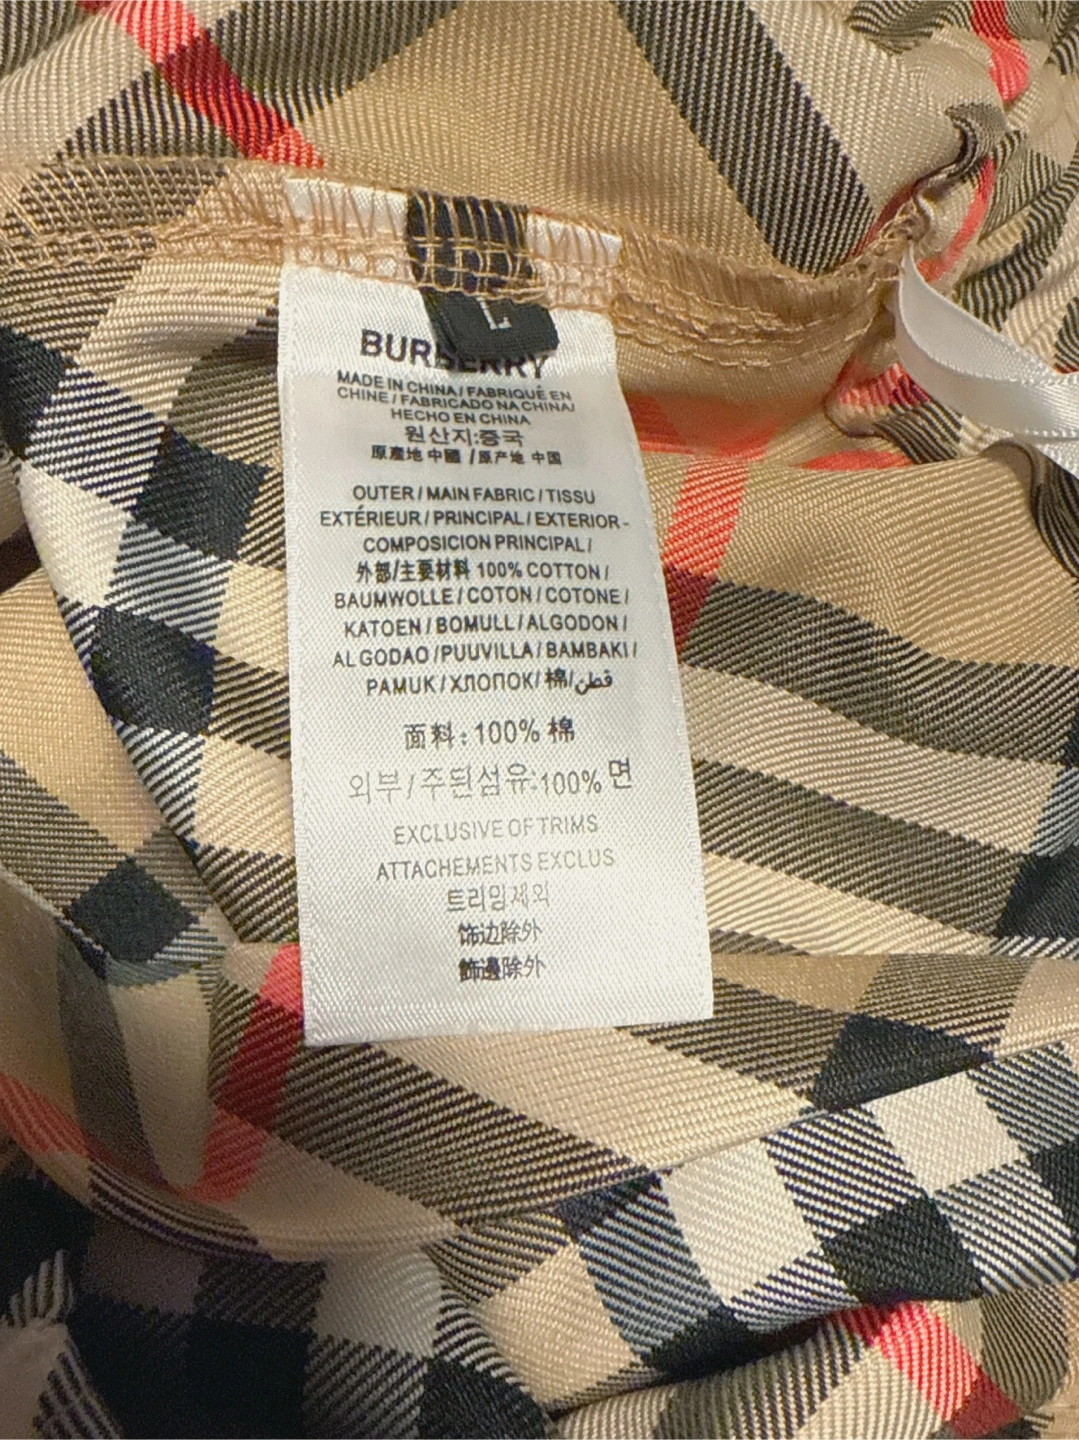 L
BURBERRY
MADE IN CHINA / FABRIQUÉ EN
CHINE / FABRICADO NA CHINA/
HECHO EN CHINA
원산지:중국
原產地 中國 / 原产地 中国
OUTER / MAIN FABRIC / TISSU
EXTÉRIEUR / PRINCIPAL / EXTERIOR-
COMPOSICION PRINCIPAL /
外部/主要材料 100% COTTON /
BAUMWOLLE / COTON / COTONE /
KATOEN / BOMULL / ALGODON /
ALGODAO / PUUVILLA / BAMBAKI /
PAMUK / ХЛОПОК/ 棉/قطن
面料: 100% 棉
외부/주된섬유:100% 면
EXCLUSIVE OF TRIMS
ATTACHEMENTS EXCLUS
트리밍제외
饰边除外
飾邊除外